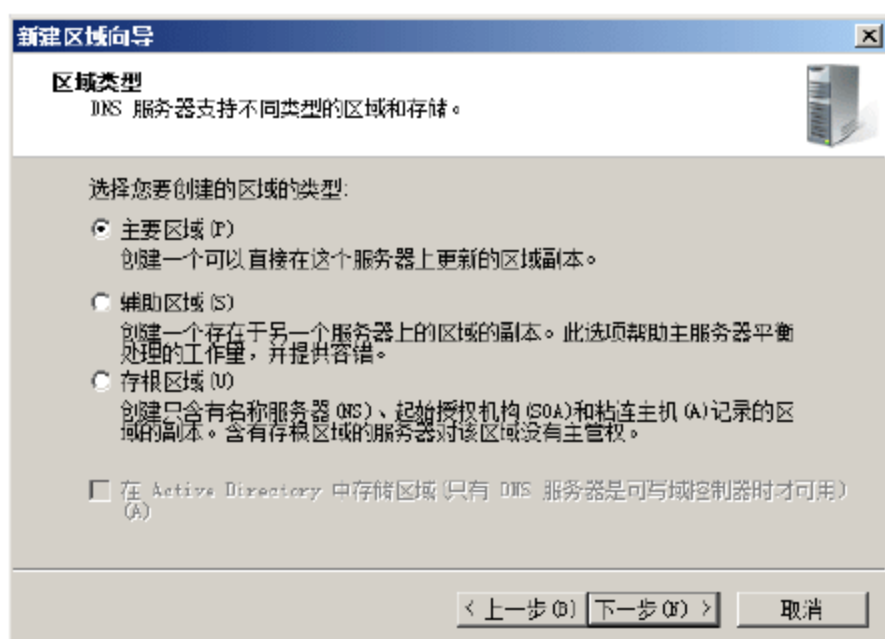 新建区域向导
区域类型
DNS 服务器支持不同类型的区域和存储。
选择您要创建的区域的类型:
主要区域(P)
创建一个可以直接在这个服务器上更新的区域副本。
辅助区域(S)
创建一个存在于另一个服务器上的区域的副本。此选项帮助主服务器平衡
处理的工作量，并提供容错。
存根区域(U)
创建只含有名称服务器(NS)、起始授权机构(SOA)和粘连主机(A)记录的区
域的副本。含有存根区域的服务器对该区域没有主管权。
在 Active Directory 中存储区域(只有 DNS 服务器是可写域控制器时才可用)
(A)
< 上一步(B) 下一步(N) > 取消